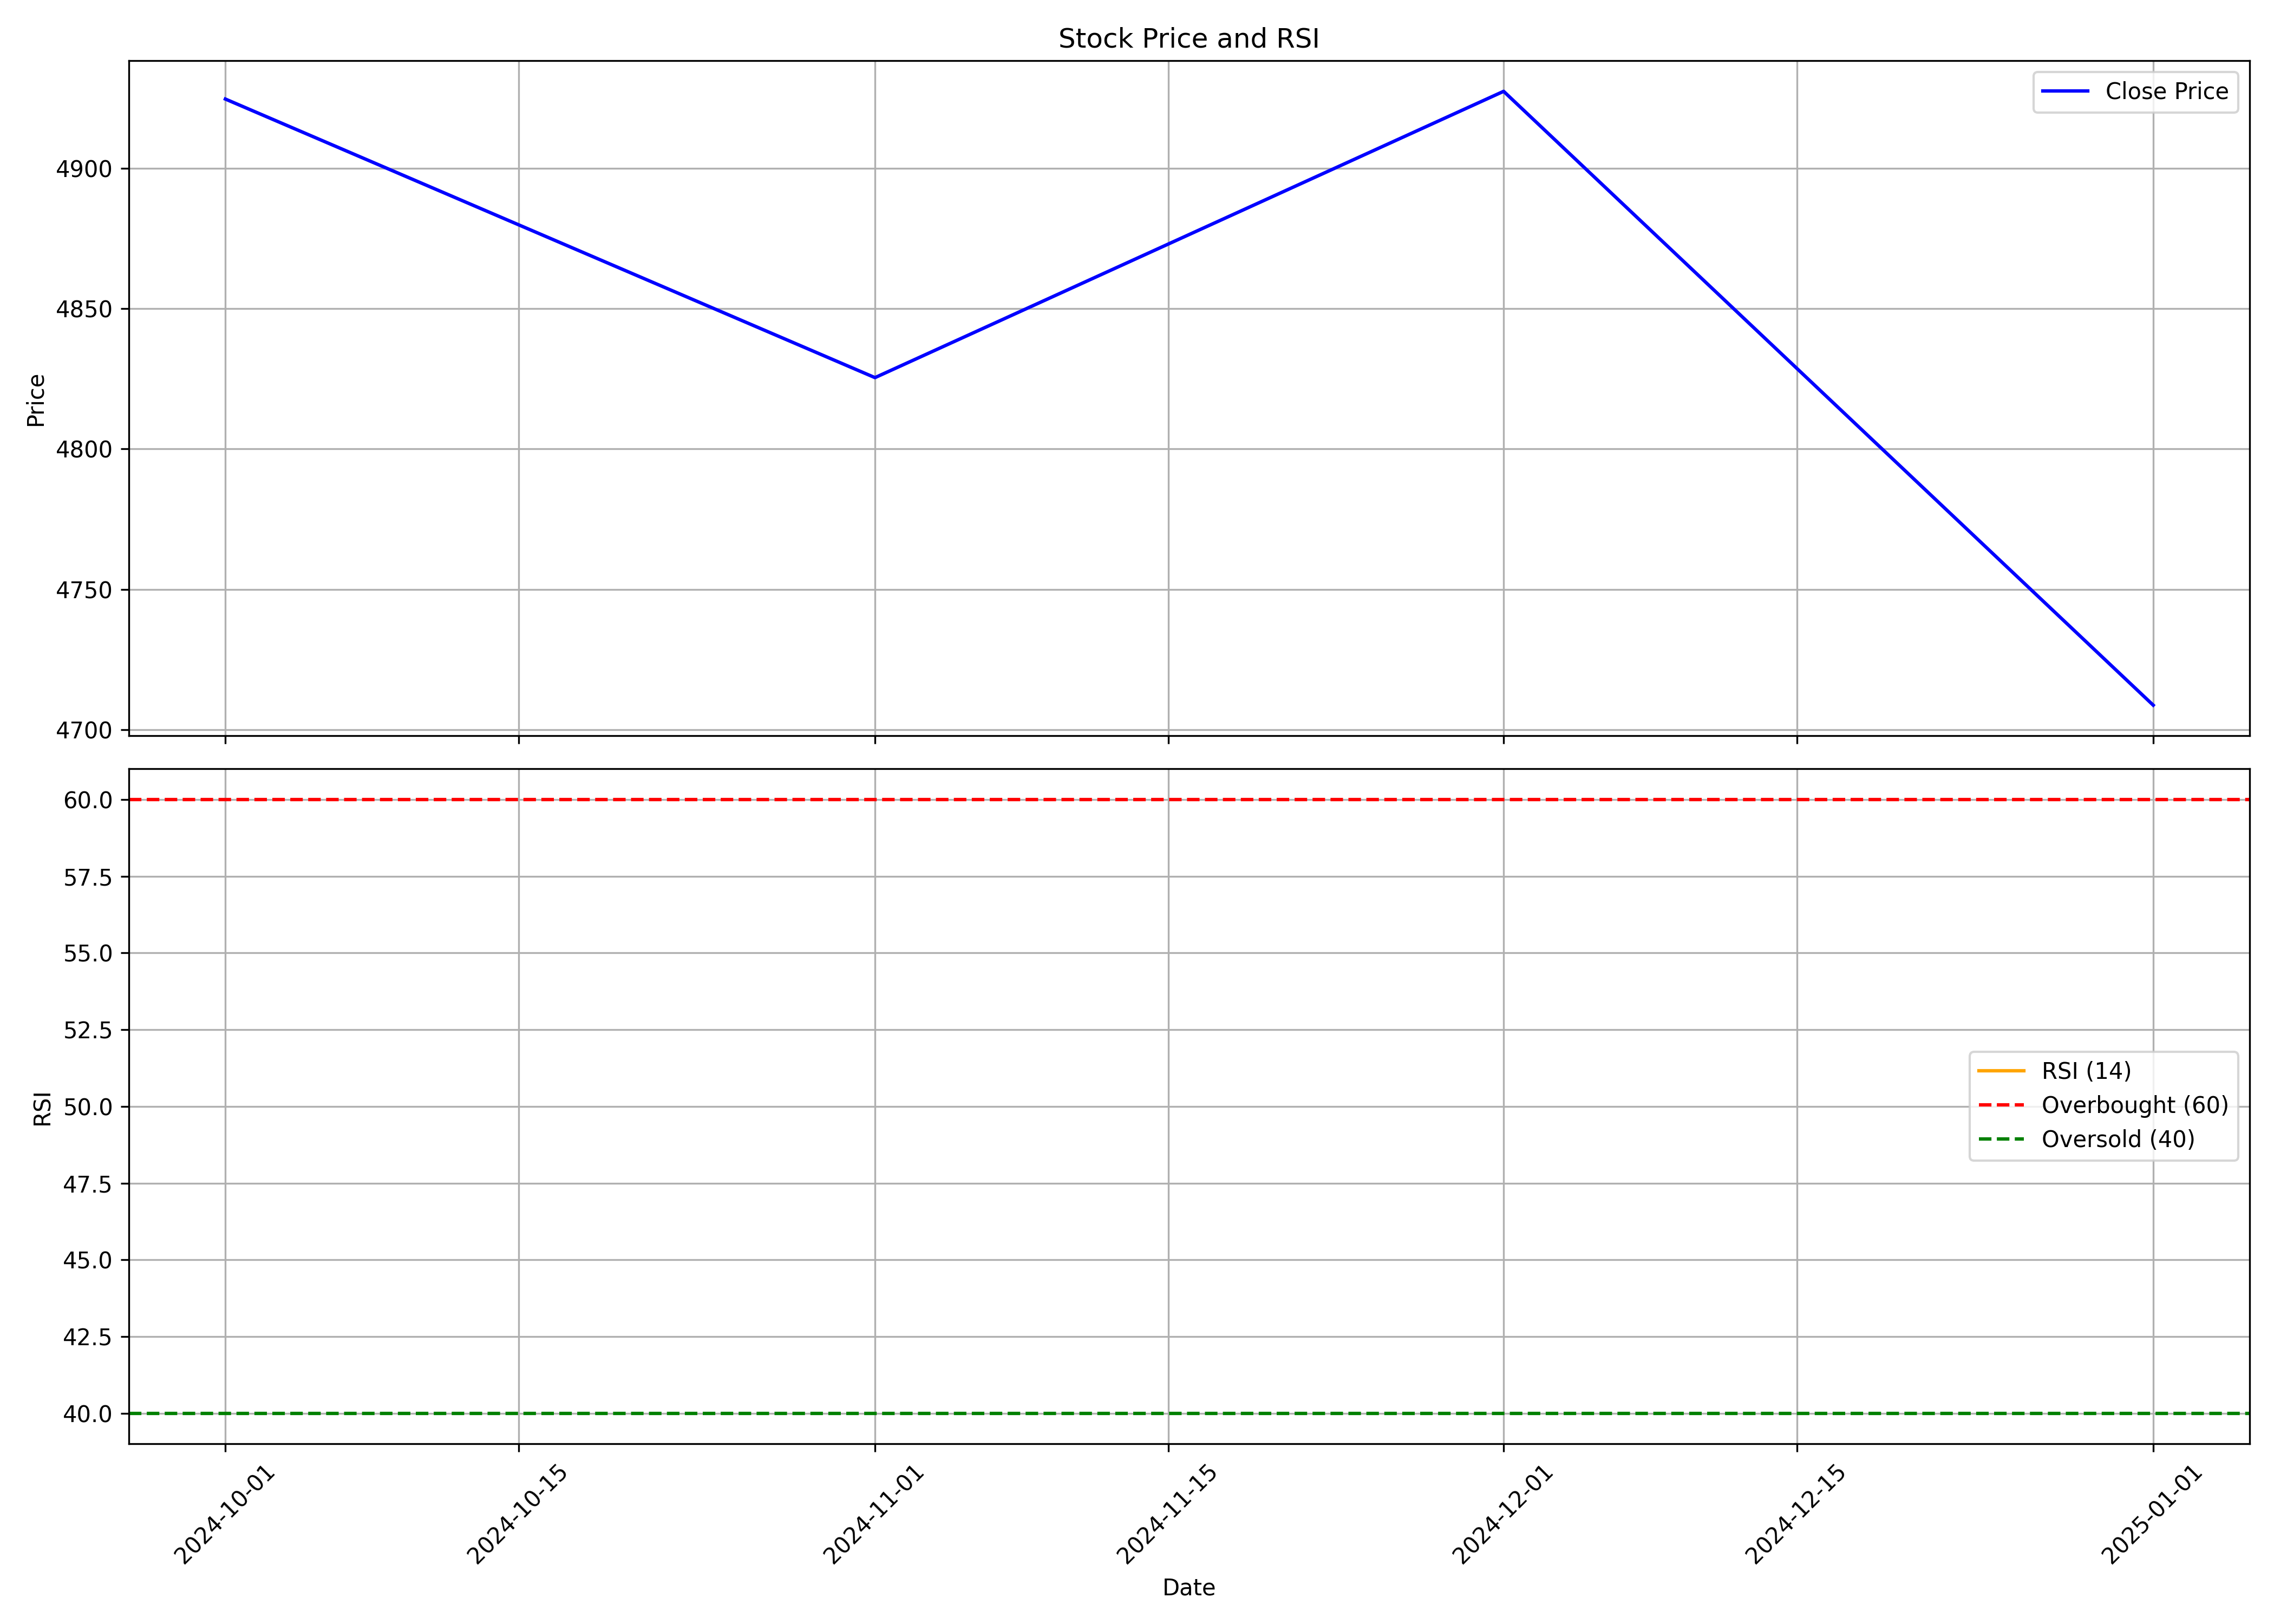 Stock Price and RSI
Close Price
4900
4850
4800
4750
4700
Price
60.0
57.5
55.0
52.5
50.0
47.5
45.0
42.5
40.0
RSI
RSI (14)
Overbought (60)
Oversold (40)
2024-10-01
2024-10-15
2024-11-01
2024-11-15
2024-12-01
2024-12-15
2025-01-01
Date